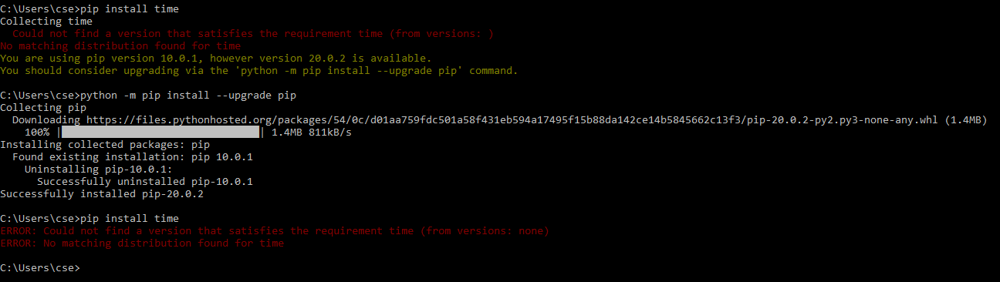 C:\Users\cse>pip install time
Collecting time
  Could not find a version that satisfies the requirement time (from versions: )
No matching distribution found for time
You are using pip version 10.0.1, however version 20.0.2 is available.
You should consider upgrading via the 'python -m pip install --upgrade pip' command.

C:\Users\cse>python -m pip install --upgrade pip
Collecting pip
  Downloading https://files.pythonhosted.org/packages/54/0c/d01aa759fdc501a58f431eb594a17495f15b88da142ce14b5845662c13f3/pip-20.0.2-py2.py3-none-any.whl (1.4MB)
    100% |████████████████████████████████| 1.4MB 811kB/s
Installing collected packages: pip
  Found existing installation: pip 10.0.1
    Uninstalling pip-10.0.1:
      Successfully uninstalled pip-10.0.1
Successfully installed pip-20.0.2

C:\Users\cse>pip install time
ERROR: Could not find a version that satisfies the requirement time (from versions: none)
ERROR: No matching distribution found for time

C:\Users\cse>